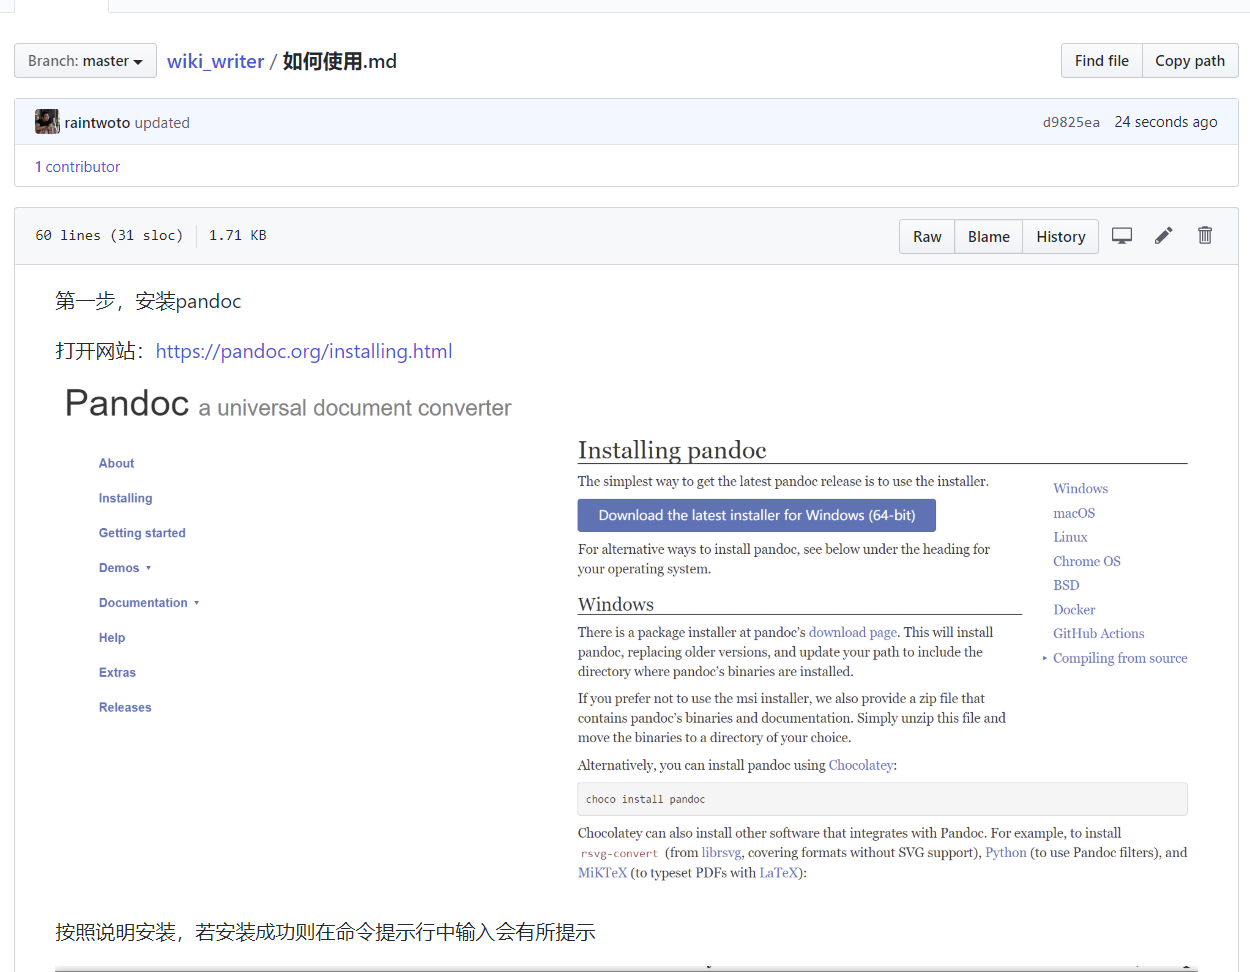 Branch: master
wiki_writer / 如何使用.md
Find file
Copy path
raintwoto updated
d9825ea
24 seconds ago
1 contributor
60 lines (31 sloc)
1.71 KB
Raw
Blame
History
第一步，安装pandoc
打开网站：https://pandoc.org/installing.html
Pandoc a universal document converter
About
Installing
Getting started
Demos
Documentation
Help
Extras
Releases
Installing pandoc
The simplest way to get the latest pandoc release is to use the installer.
Download the latest installer for Windows (64-bit)
For alternative ways to install pandoc, see below under the heading for
your operating system.
Windows
There is a package installer at pandoc’s download page. This will install
pandoc, replacing older versions, and update your path to include the
directory where pandoc’s binaries are installed.
If you prefer not to use the msi installer, we also provide a zip file that
contains pandoc’s binaries and documentation. Simply unzip this file and
move the binaries to a directory of your choice.
Alternatively, you can install pandoc using Chocolatey:
choco install pandoc
Chocolatey can also install other software that integrates with Pandoc. For example, to install
rsvg-convert (from librsvg, covering formats without SVG support), Python (to use Pandoc filters), and
MiKTeX (to typeset PDFs with LaTeX):
Windows
macOS
Linux
Chrome OS
BSD
Docker
GitHub Actions
Compiling from source
按照说明安装，若安装成功则在命令提示行中输入会有所提示